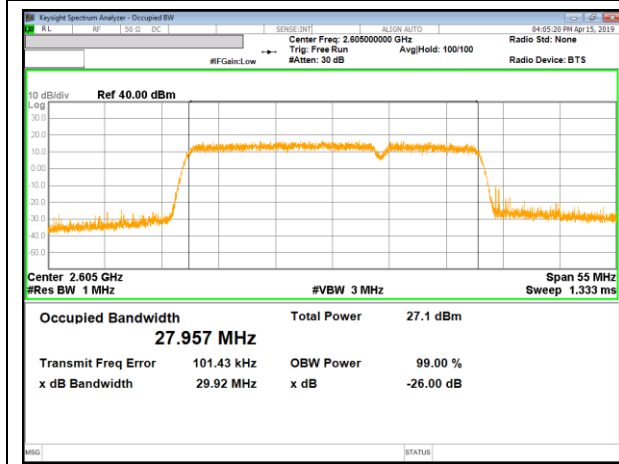 Keysight Spectrum Analyzer - Occupied BW
RL RF 50 Ω DC SENSE:INT ALIGN AUTO 04:05:20 PM Apr 15, 2019
Center Freq: 2.605000000 GHz Radio Std: None
Trig: Free Run Avg|Hold: 100/100
#IFGain:Low #Atten: 30 dB Radio Device: BTS
10 dB/div Ref 40.00 dBm
Log
30.0
20.0
10.0
0.00
-10.0
-20.0
-30.0
-40.0
-50.0
Center 2.605 GHz Span 55 MHz
#Res BW 1 MHz #VBW 3 MHz Sweep 1.333 ms
Occupied Bandwidth Total Power 27.1 dBm
27.957 MHz
Transmit Freq Error 101.43 kHz OBW Power 99.00 %
x dB Bandwidth 29.92 MHz x dB -26.00 dB
MSG STATUS